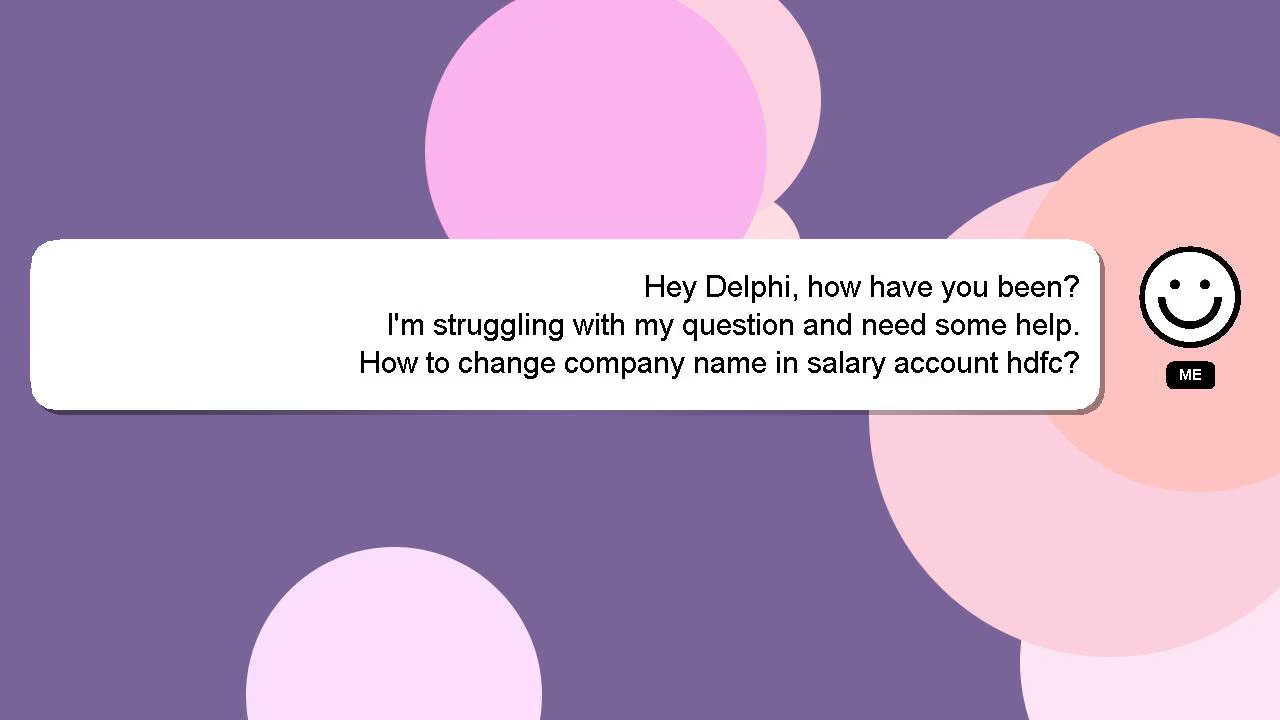 Hey Delphi, how have you been?
I'm struggling with my question and need some help.
How to change company name in salary account hdfc?
ME